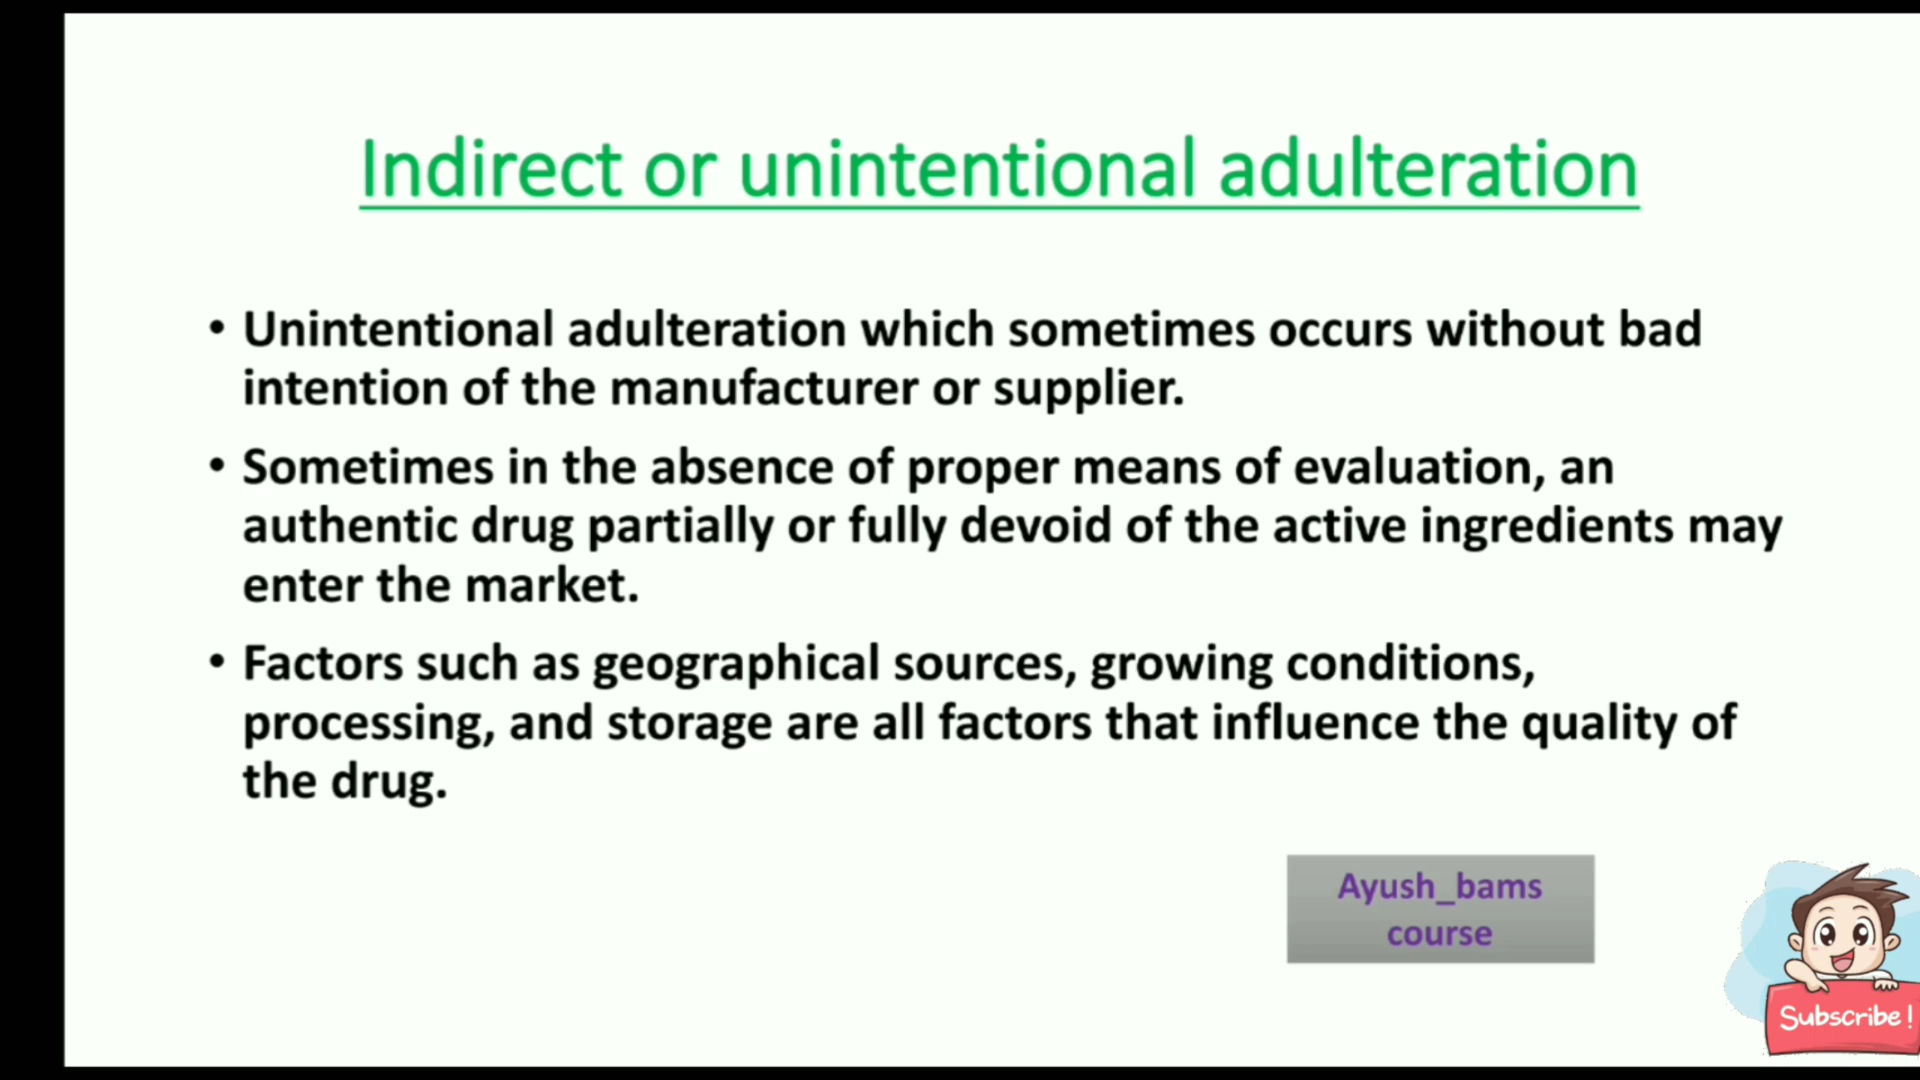 Indirect or unintentional adulteration
• Unintentional adulteration which sometimes occurs without bad
intention of the manufacturer or supplier.
• Sometimes in the absence of proper means of evaluation, an
authentic drug partially or fully devoid of the active ingredients may
enter the market.
• Factors such as geographical sources, growing conditions,
processing, and storage are all factors that influence the quality of
the drug.
Ayush_bams
course
Subscribe!